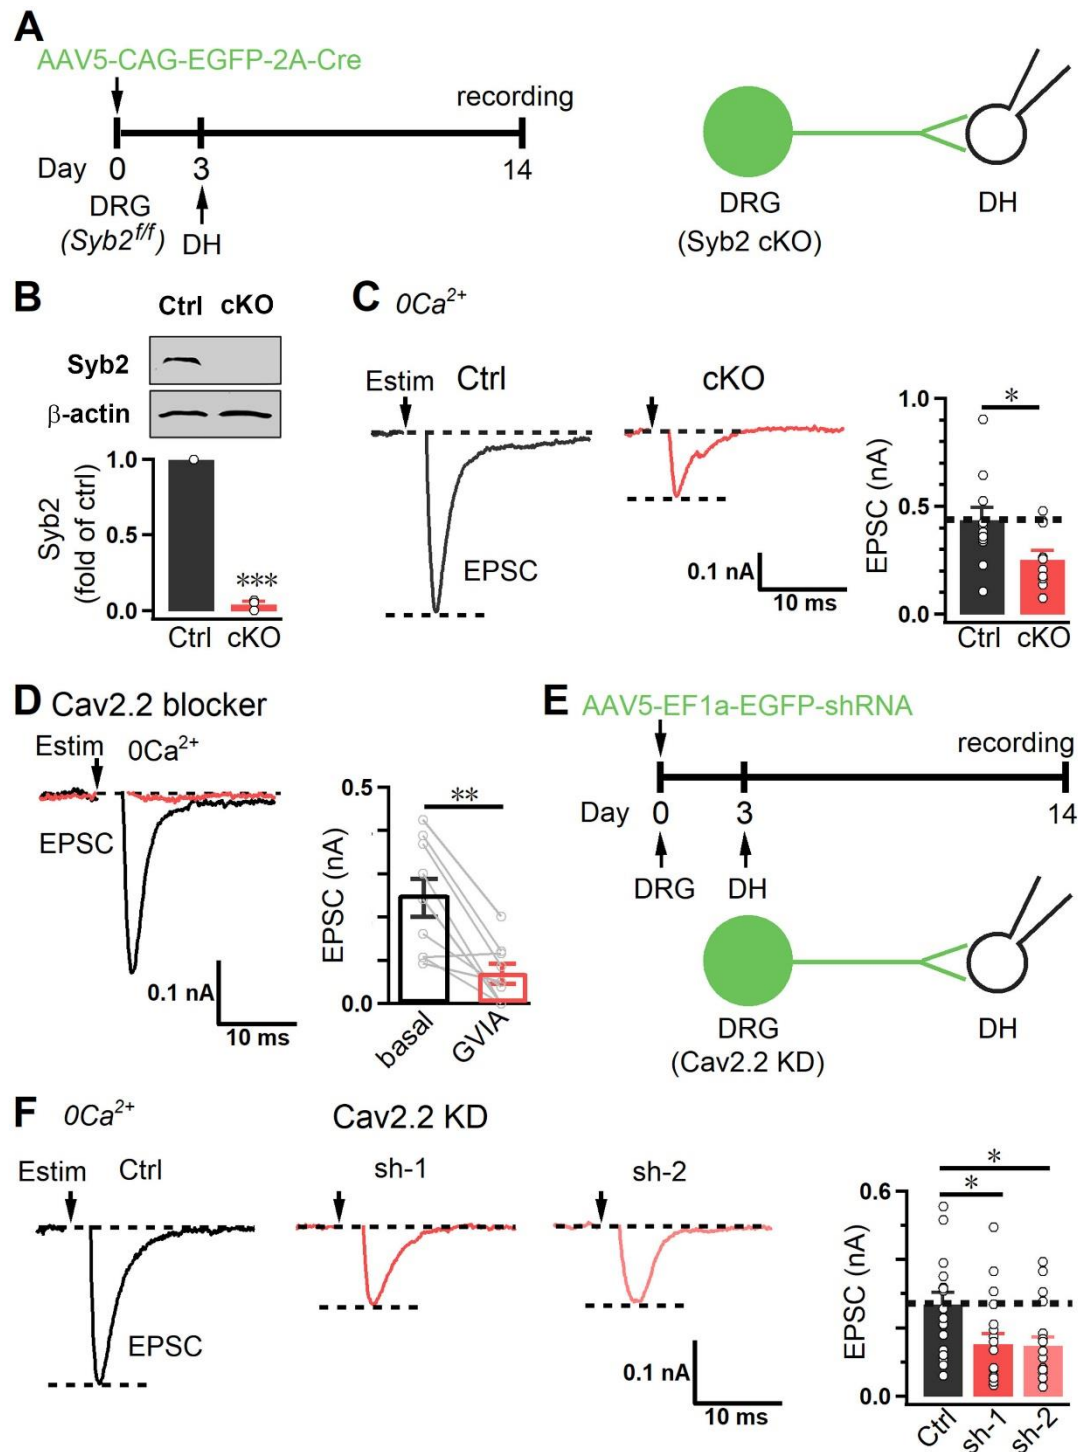 A
AAV5-CAG-EGFP-2A-Cre
recording
Day 0 3 14
DRG
(Syb2f/f) DH
DRG
(Syb2 cKO)
DH
B
Ctrl cKO
Syb2
β-actin
Syb2
(fold of ctrl)
1.0
0.5
0.0
***
Ctrl cKO
C 0Ca2+
Estim Ctrl
cKO
EPSC
0.1 nA
10 ms
EPSC (nA)
1.0
0.5
0.0
*
Ctrl cKO
D Cav2.2 blocker
Estim 0Ca2+
EPSC
0.1 nA
10 ms
EPSC (nA)
0.5
0.0
**
basal GVIA
E
AAV5-EF1a-EGFP-shRNA
recording
Day 0 3 14
DRG DH
DRG
(Cav2.2 KD)
DH
F 0Ca2+ Cav2.2 KD
Estim Ctrl sh-1 sh-2
EPSC
0.1 nA
10 ms
EPSC (nA)
0.6
0.0
*
*
Ctrl sh-1 sh-2